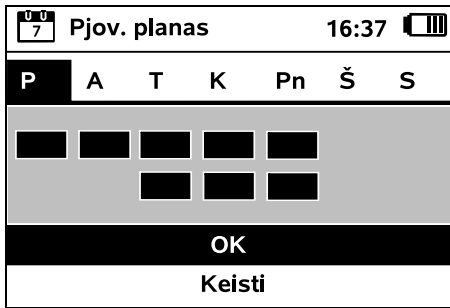 7 Pjov. planas 16:37
P A T K Pn Š S
OK
Keisti